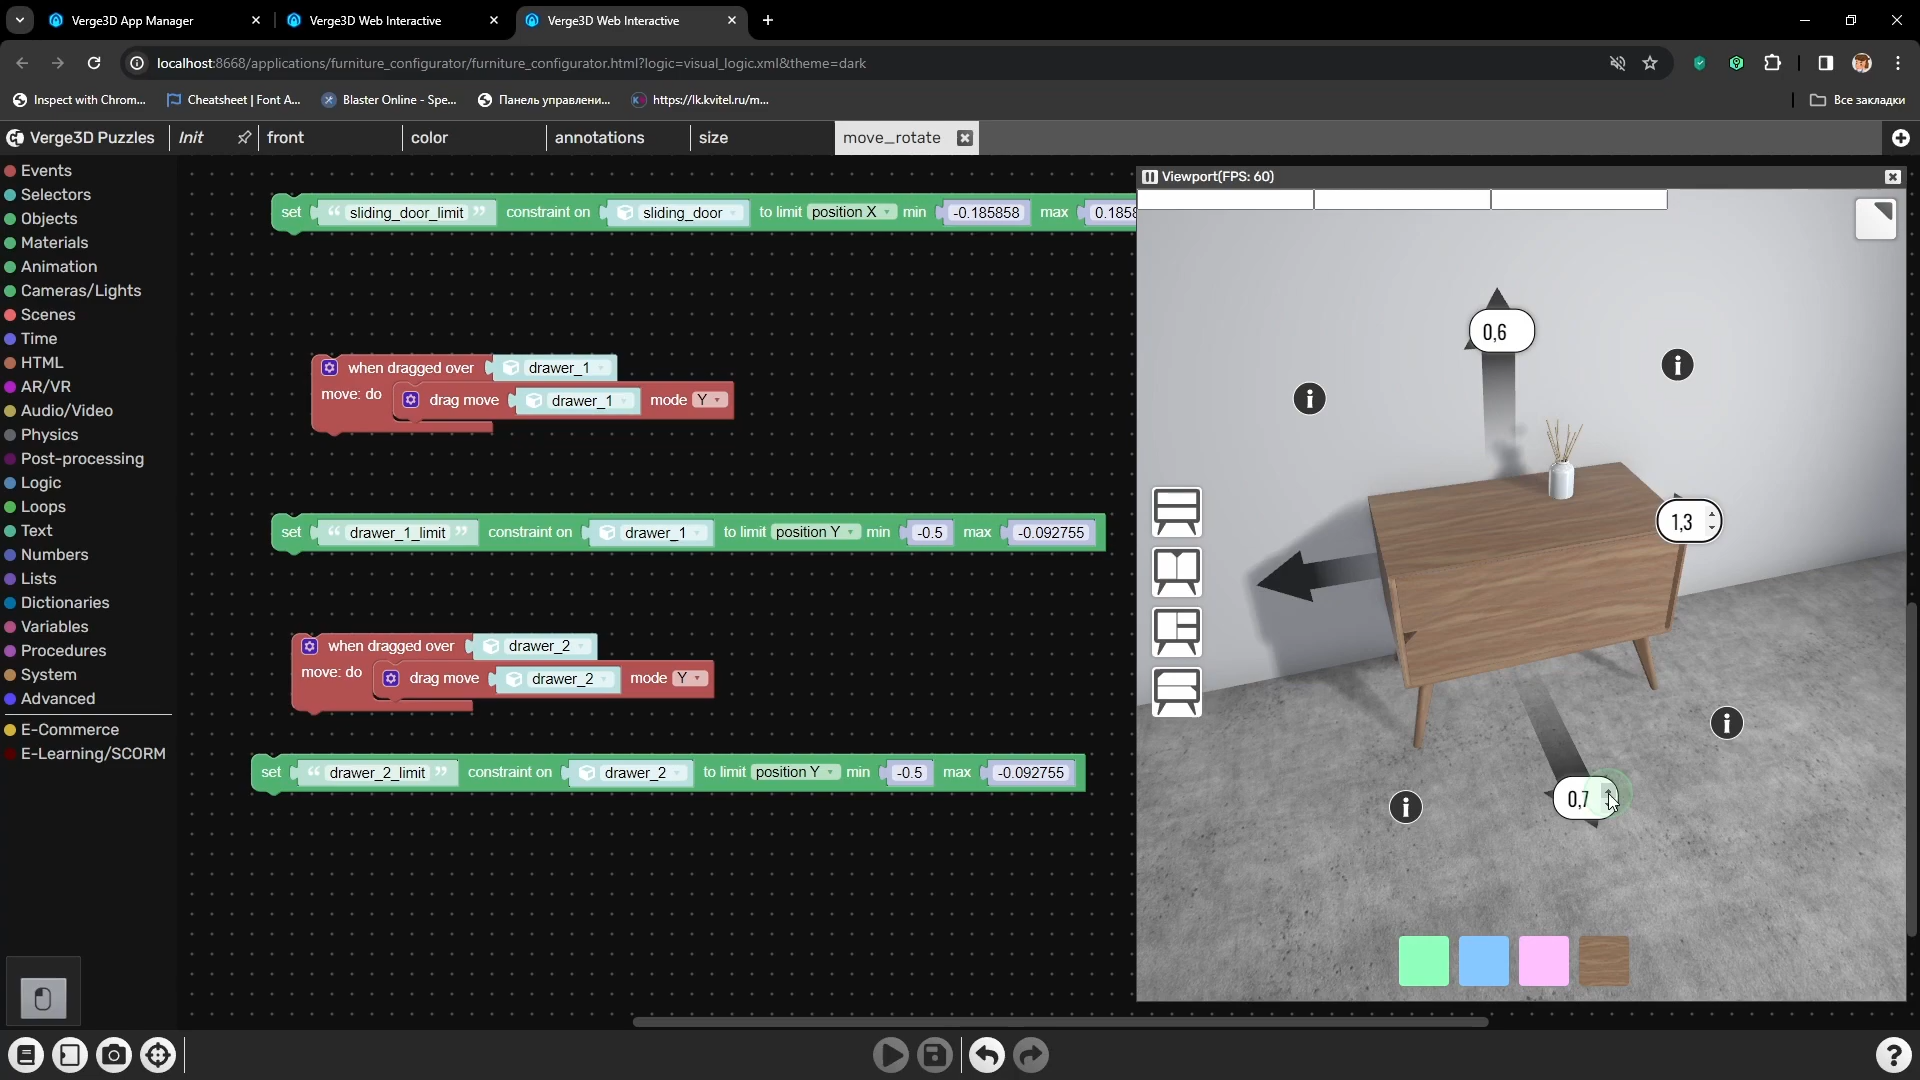 Verge3D App Manager
Verge3D Web Interactive
Verge3D Web Interactive
localhost:8668/applications/furniture_configurator/furniture_configurator.html?logic=visual_logic.xml&theme=dark
Inspect with Chrom...
Cheatsheet | Font A...
Blaster Online - Spe...
Панель управлени...
https://lk.kvitel.ru/m...
Все закладки
Verge3D Puzzles
Init
front
color
annotations
size
move_rotate
Events
Selectors
Objects
Materials
Animation
Cameras/Lights
Scenes
Time
HTML
AR/VR
Audio/Video
Physics
Post-processing
Logic
Loops
Text
Numbers
Lists
Dictionaries
Variables
Procedures
System
Advanced
E-Commerce
E-Learning/SCORM
set “ sliding_door_limit ” constraint on sliding_door to limit position X min -0.185858 max 0.1858
when dragged over drawer_1
move: do drag move drawer_1 mode Y
set “ drawer_1_limit ” constraint on drawer_1 to limit position Y min -0.5 max -0.092755
when dragged over drawer_2
move: do drag move drawer_2 mode Y
set “ drawer_2_limit ” constraint on drawer_2 to limit position Y min -0.5 max -0.092755
Viewport(FPS: 60)
0,6
i
i
1,3
i
0,7
i
?